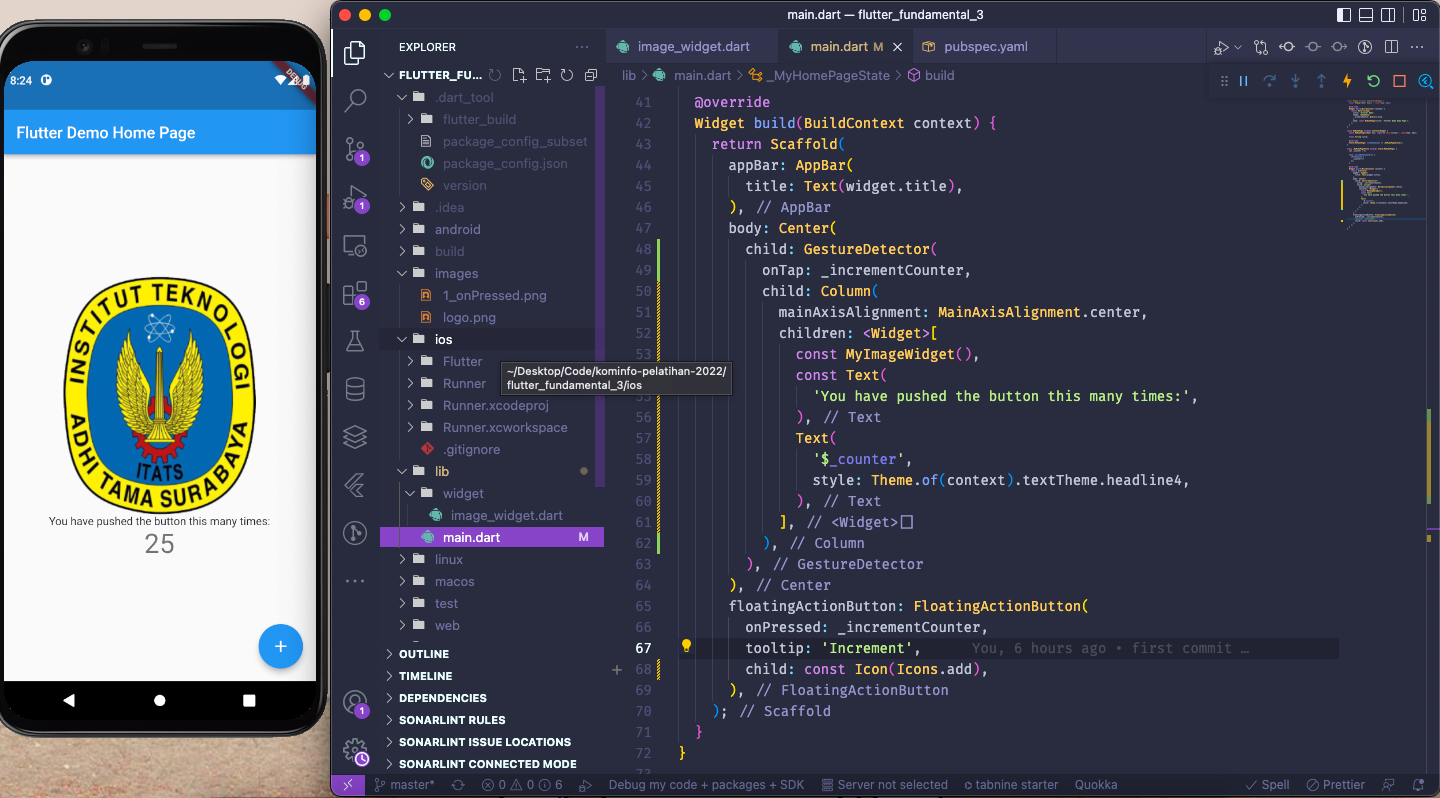 8:24
DEBUG
Flutter Demo Home Page
INSTITUT TEKNOLOGI
ADHI TAMA SURABAYA
ITATS
You have pushed the button this many times:
25
+
main.dart — flutter_fundamental_3
EXPLORER
FLUTTER_FU...
.dart_tool
flutter_build
package_config_subset
package_config.json
version
.idea
android
build
images
1_onPressed.png
logo.png
ios
Flutter
Runner
Runner.xcodeproj
Runner.xcworkspace
.gitignore
lib
widget
image_widget.dart
main.dart M
linux
macos
test
web
OUTLINE
TIMELINE
DEPENDENCIES
SONARLINT RULES
SONARLINT ISSUE LOCATIONS
SONARLINT CONNECTED MODE
1
1
6
1
~/Desktop/Code/kominfo-pelatihan-2022/
flutter_fundamental_3/ios
image_widget.dart
main.dart M
pubspec.yaml
lib > main.dart > _MyHomePageState > build
41 @override
42 Widget build(BuildContext context) {
43 return Scaffold(
44 appBar: AppBar(
45 title: Text(widget.title),
46 ), // AppBar
47 body: Center(
48 child: GestureDetector(
49 onTap: _incrementCounter,
50 child: Column(
51 mainAxisAlignment: MainAxisAlignment.center,
52 children: <Widget>[
53 const MyImageWidget(),
const Text(
'You have pushed the button this many times:',
56 ), // Text
57 Text(
58 '$_counter',
59 style: Theme.of(context).textTheme.headline4,
60 ), // Text
61 ], // <Widget>[]
62 ), // Column
63 ), // GestureDetector
64 ), // Center
65 floatingActionButton: FloatingActionButton(
66 onPressed: _incrementCounter,
67 tooltip: 'Increment', You, 6 hours ago • first commit …
68 child: const Icon(Icons.add),
69 ), // FloatingActionButton
70 ); // Scaffold
71 }
72 }
master* 0 0 6 Debug my code + packages + SDK Server not selected tabnine starter Quokka Spell Prettier